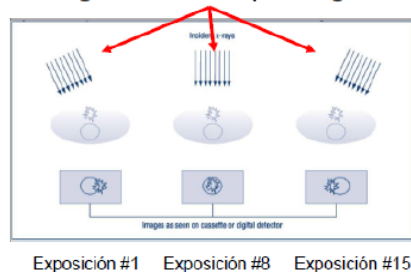 Incident x-rays
Images as seen on cassette or digital detector
Exposición #1 Exposición #8 Exposición #15